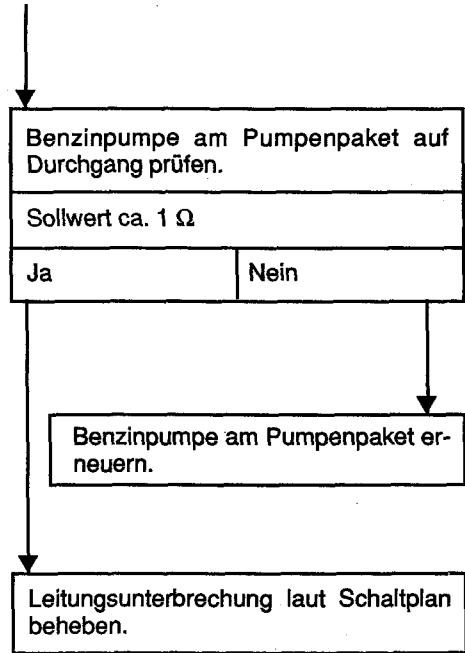 Benzinpumpe am Pumpenpaket auf
Durchgang prüfen.
Sollwert ca. 1 Ω
Ja
Nein
Benzinpumpe am Pumpenpaket er-
neuern.
Leitungsunterbrechung laut Schaltplan
beheben.